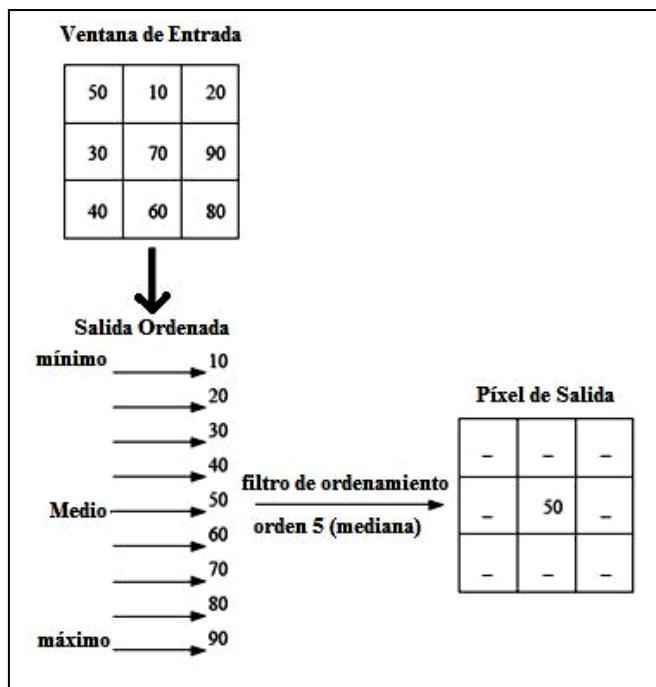 Ventana de Entrada
50 10 20
30 70 90
40 60 80
Salida Ordenada
mínimo 10
20
30
40
Medio 50
60
70
80
máximo 90
filtro de ordenamiento
orden 5 (mediana)
Píxel de Salida
_ _ _
_ 50 _
_ _ _